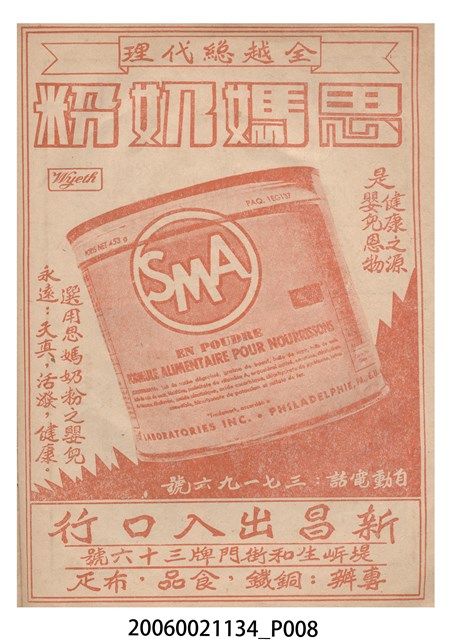 全越總代理
思媽奶粉
Wyeth
健康之源
是嬰兒恩物
SMA
EN POUDRE
FORMULE ALIMENTAIRE POUR NOURRISSONS
LABORATORIES INC. • PHILADELPHIE,
選用思媽奶粉之嬰兒
永遠：天真，活潑，健康。
自動電話：三七一九六號
新昌出入口行
堤岍生和街門牌三十六號
專辦：銅鐵，食品，布疋
20060021134_P008